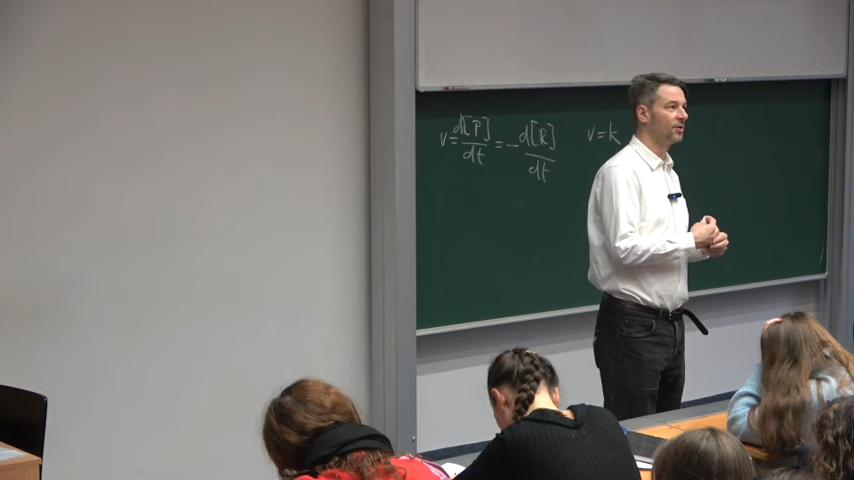 v = d[P]/dt = - d[R]/dt v = k